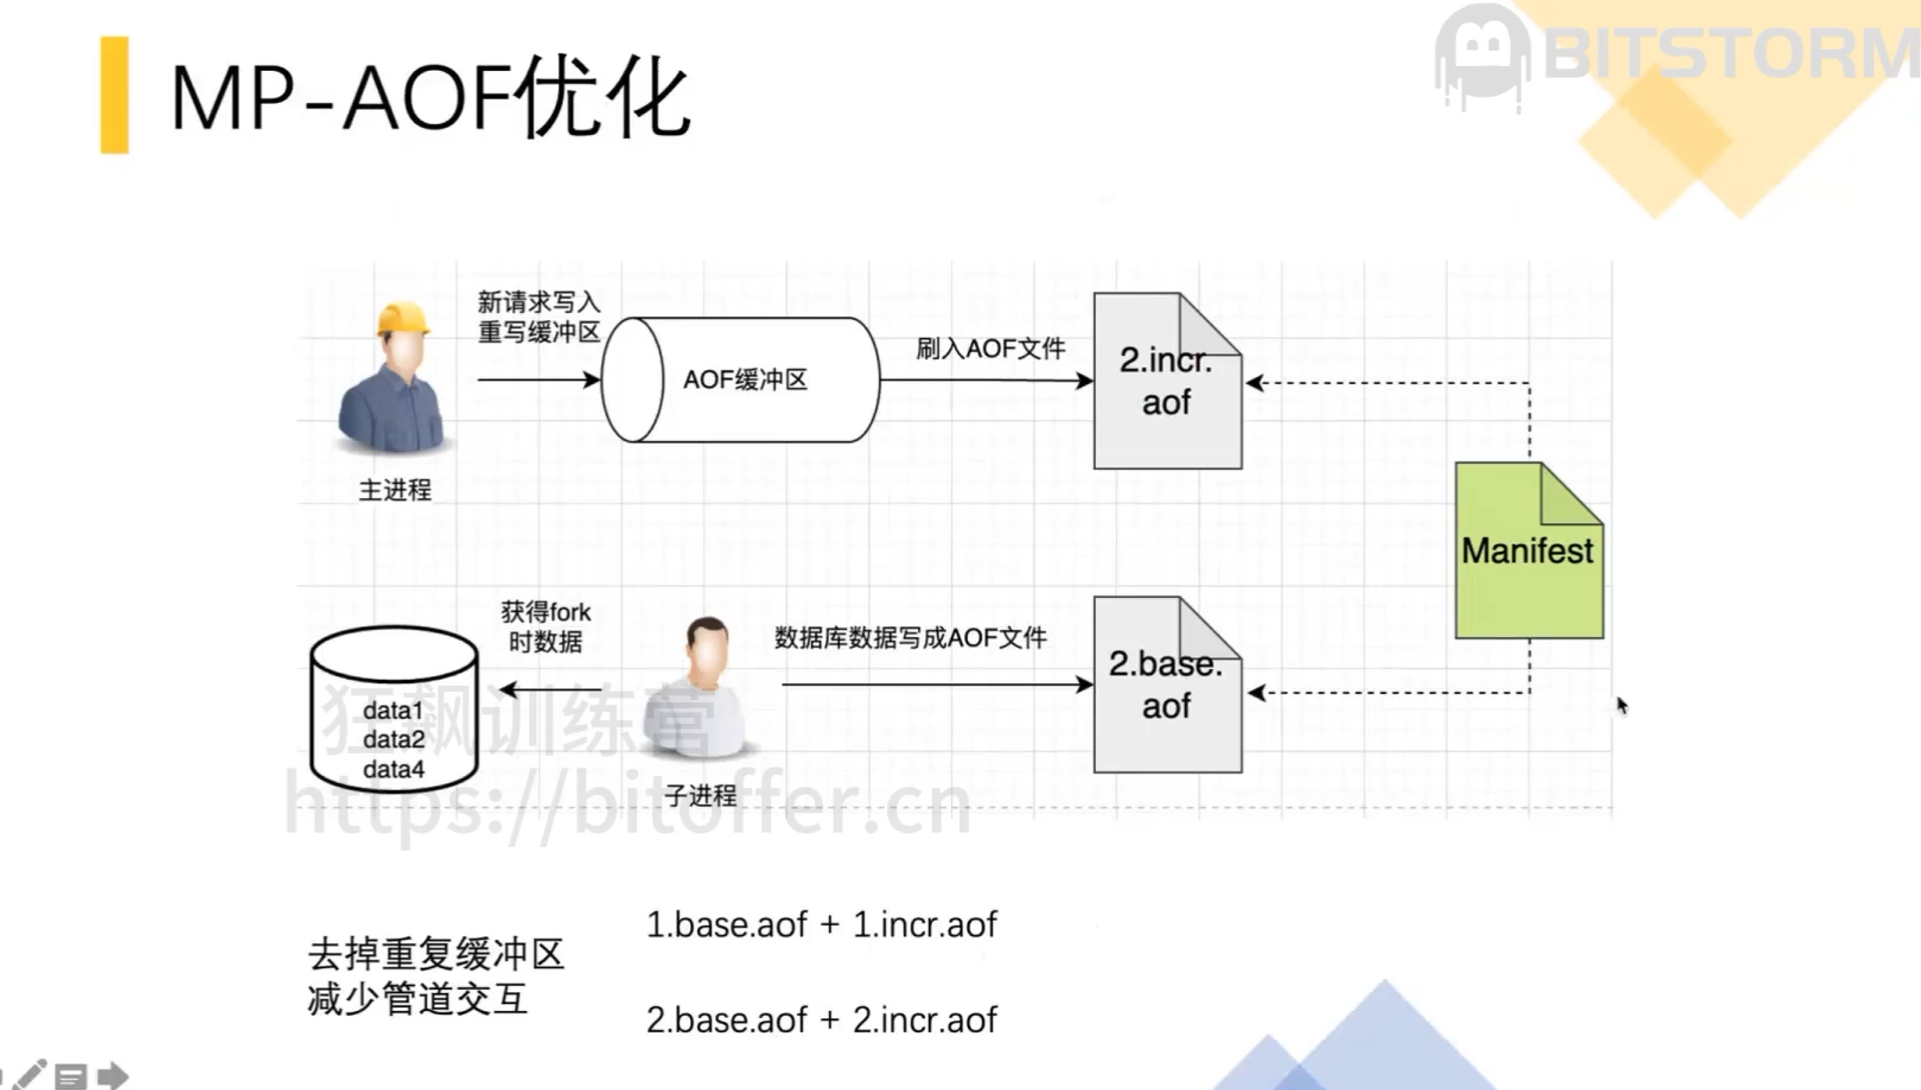 BITSTORM
MP-AOF优化
新请求写入
重写缓冲区
AOF缓冲区
刷入AOF文件
2.incr.
aof
主进程
Manifest
获得fork
时数据
数据库数据写成AOF文件
2.base.
aof
data1
data2
data4
狂飙训练营
子进程
https://bitoffer.cn
去掉重复缓冲区
减少管道交互
1.base.aof + 1.incr.aof
2.base.aof + 2.incr.aof